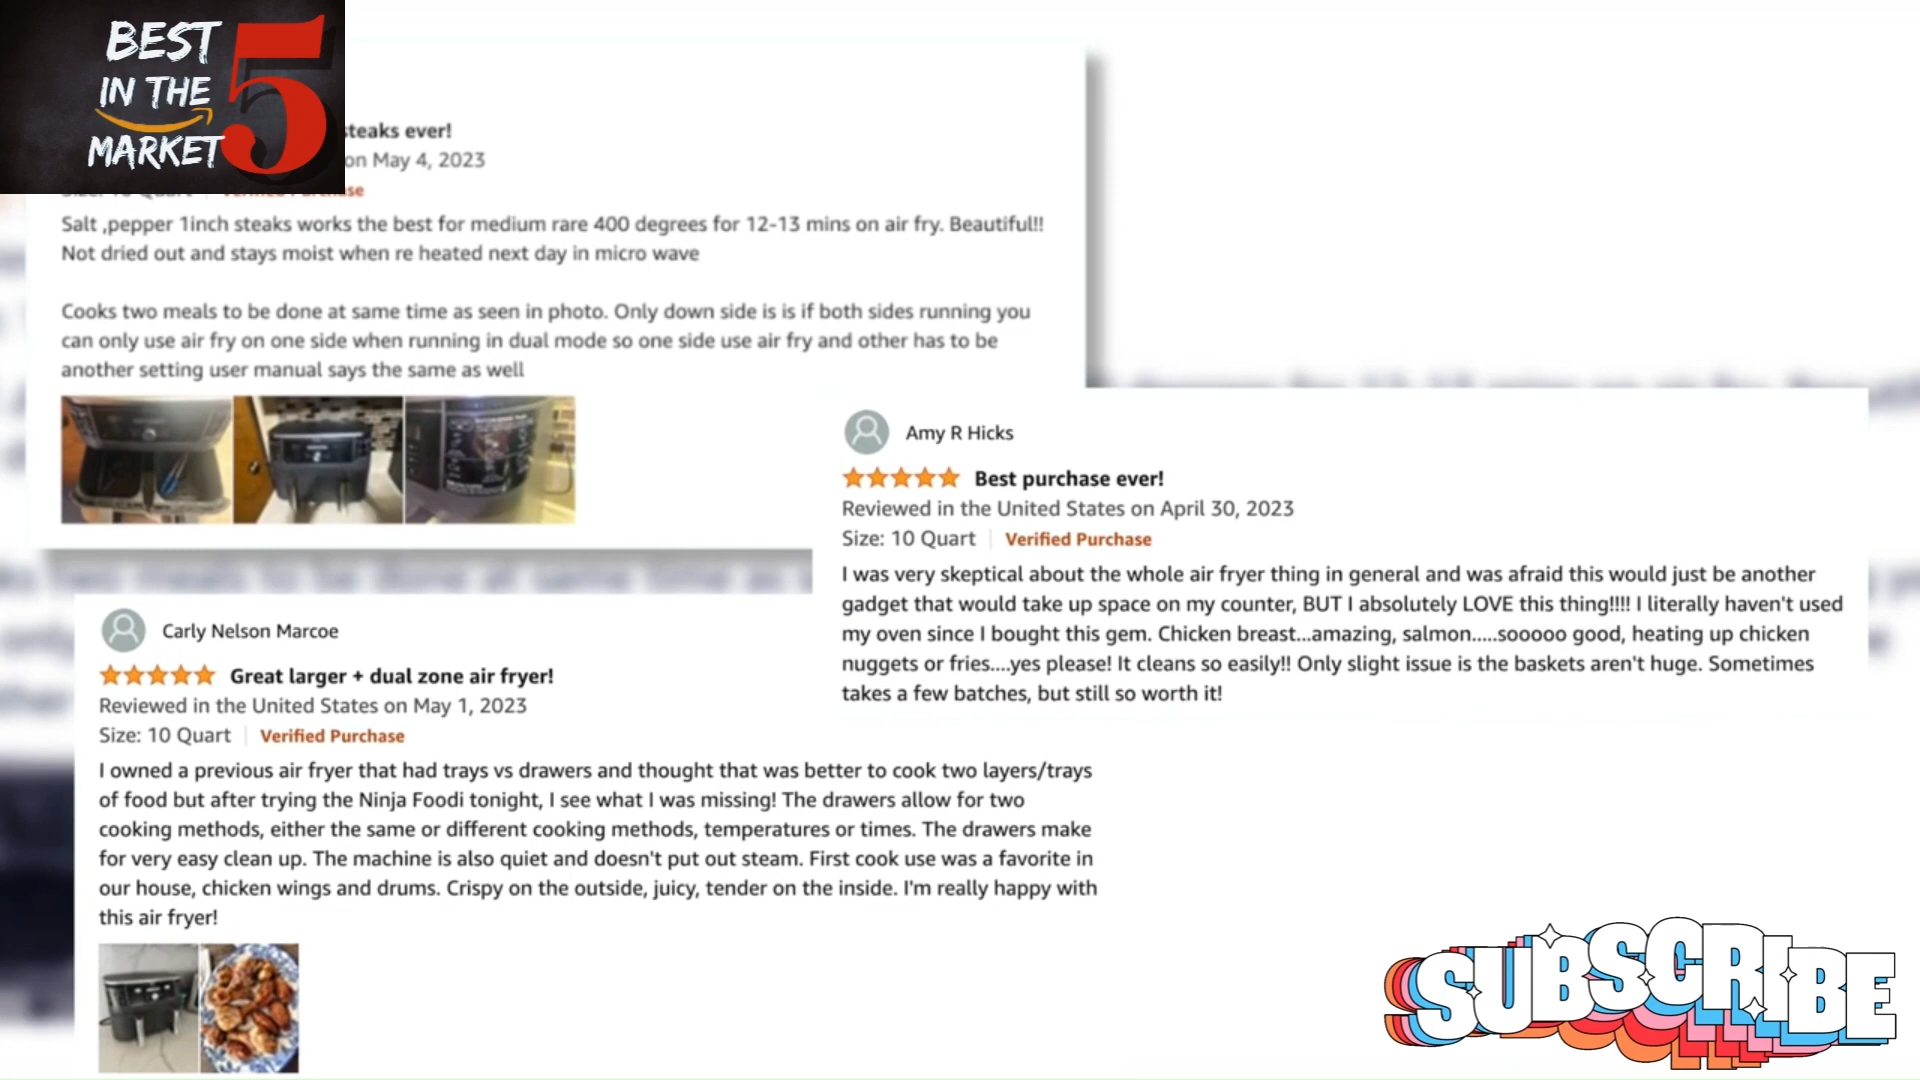 BEST
IN THE
MARKET
5
steaks ever!
on May 4, 2023
Salt ,pepper 1inch steaks works the best for medium rare 400 degrees for 12-13 mins on air fry. Beautiful!!
Not dried out and stays moist when re heated next day in micro wave
Cooks two meals to be done at same time as seen in photo. Only down side is is if both sides running you
can only use air fry on one side when running in dual mode so one side use air fry and other has to be
another setting user manual says the same as well
Amy R Hicks
Best purchase ever!
Reviewed in the United States on April 30, 2023
Size: 10 Quart Verified Purchase
I was very skeptical about the whole air fryer thing in general and was afraid this would just be another
gadget that would take up space on my counter, BUT I absolutely LOVE this thing!!!! I literally haven't used
my oven since I bought this gem. Chicken breast...amazing, salmon.....sooooo good, heating up chicken
nuggets or fries....yes please! It cleans so easily!! Only slight issue is the baskets aren't huge. Sometimes
takes a few batches, but still so worth it!
Carly Nelson Marcoe
Great larger + dual zone air fryer!
Reviewed in the United States on May 1, 2023
Size: 10 Quart Verified Purchase
I owned a previous air fryer that had trays vs drawers and thought that was better to cook two layers/trays
of food but after trying the Ninja Foodi tonight, I see what I was missing! The drawers allow for two
cooking methods, either the same or different cooking methods, temperatures or times. The drawers make
for very easy clean up. The machine is also quiet and doesn't put out steam. First cook use was a favorite in
our house, chicken wings and drums. Crispy on the outside, juicy, tender on the inside. I'm really happy with
this air fryer!
SUBSCRIBE